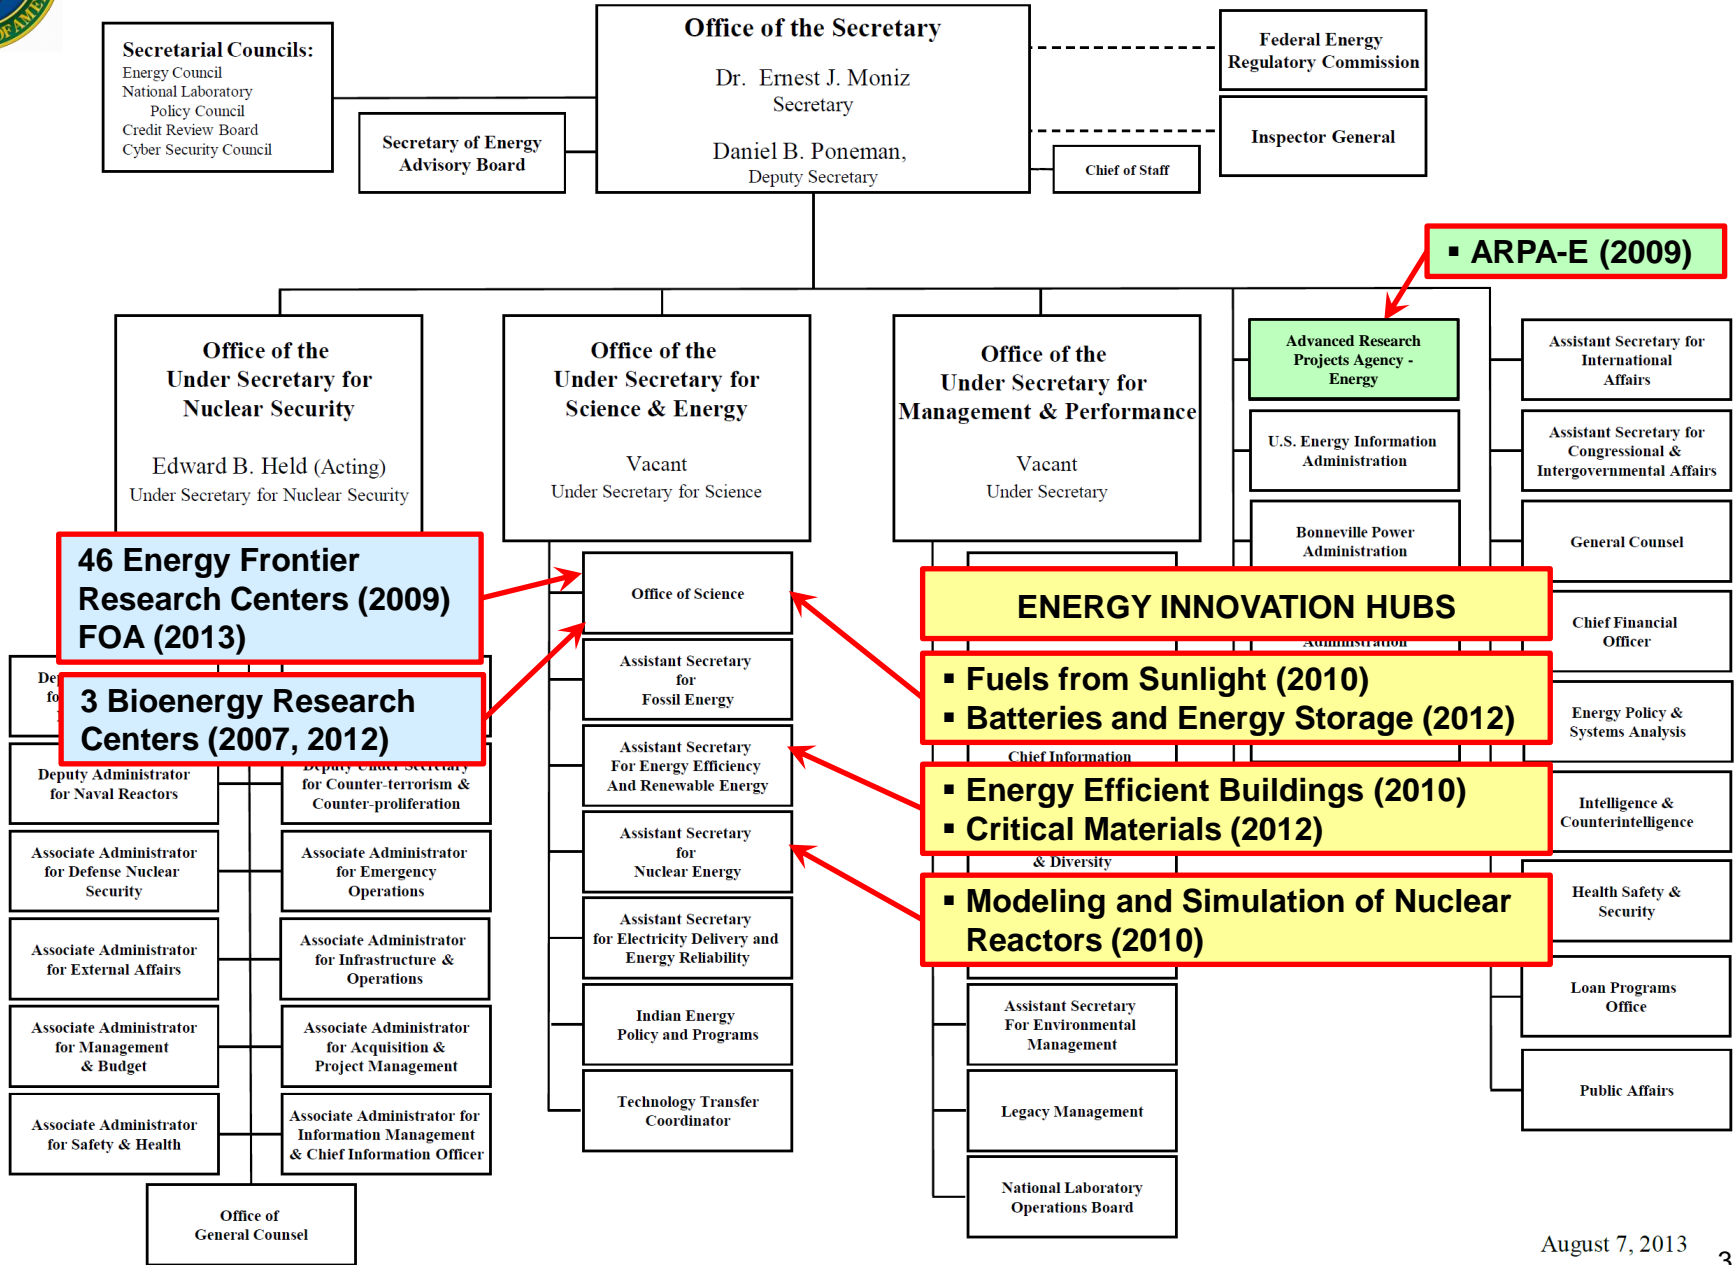 OF AME
Office of the Secretary
Dr. Ernest J. Moniz
Secretary
Daniel B. Poneman,
Deputy Secretary
Secretarial Councils:
Energy Council
National Laboratory
Policy Council
Credit Review Board
Cyber Security Council
Secretary of Energy
Advisory Board
Federal Energy
Regulatory Commission
Inspector General
Chief of Staff
▪ ARPA-E (2009)
Office of the
Under Secretary for
Nuclear Security
Edward B. Held (Acting)
Under Secretary for Nuclear Security
Office of the
Under Secretary for
Science & Energy
Vacant
Under Secretary for Science
Office of the
Under Secretary for
Management & Performance
Vacant
Under Secretary
Advanced Research
Projects Agency -
Energy
U.S. Energy Information
Administration
Bonneville Power
Administration
Administration
Assistant Secretary for
International
Affairs
Assistant Secretary for
Congressional &
Intergovernmental Affairs
General Counsel
Chief Financial
Officer
Energy Policy &
Systems Analysis
Intelligence &
Counterintelligence
Health Safety &
Security
Loan Programs
Office
Public Affairs
46 Energy Frontier
Research Centers (2009)
FOA (2013)
3 Bioenergy Research
Centers (2007, 2012)
ENERGY INNOVATION HUBS
▪ Fuels from Sunlight (2010)
▪ Batteries and Energy Storage (2012)
▪ Energy Efficient Buildings (2010)
▪ Critical Materials (2012)
▪ Modeling and Simulation of Nuclear
Reactors (2010)
Deputy Administrator
for Naval Reactors
Deputy Under Secretary
for Counter-terrorism &
Counter-proliferation
Associate Administrator
for Defense Nuclear
Security
Associate Administrator
for Emergency
Operations
Associate Administrator
for External Affairs
Associate Administrator
for Infrastructure &
Operations
Associate Administrator
for Management
& Budget
Associate Administrator
for Acquisition &
Project Management
Associate Administrator
for Safety & Health
Associate Administrator for
Information Management
& Chief Information Officer
Office of
General Counsel
Office of Science
Assistant Secretary
for
Fossil Energy
Assistant Secretary
For Energy Efficiency
And Renewable Energy
Assistant Secretary
for
Nuclear Energy
Assistant Secretary
for Electricity Delivery and
Energy Reliability
Indian Energy
Policy and Programs
Technology Transfer
Coordinator
Chief Information
& Diversity
Assistant Secretary
For Environmental
Management
Legacy Management
National Laboratory
Operations Board
August 7, 2013
3